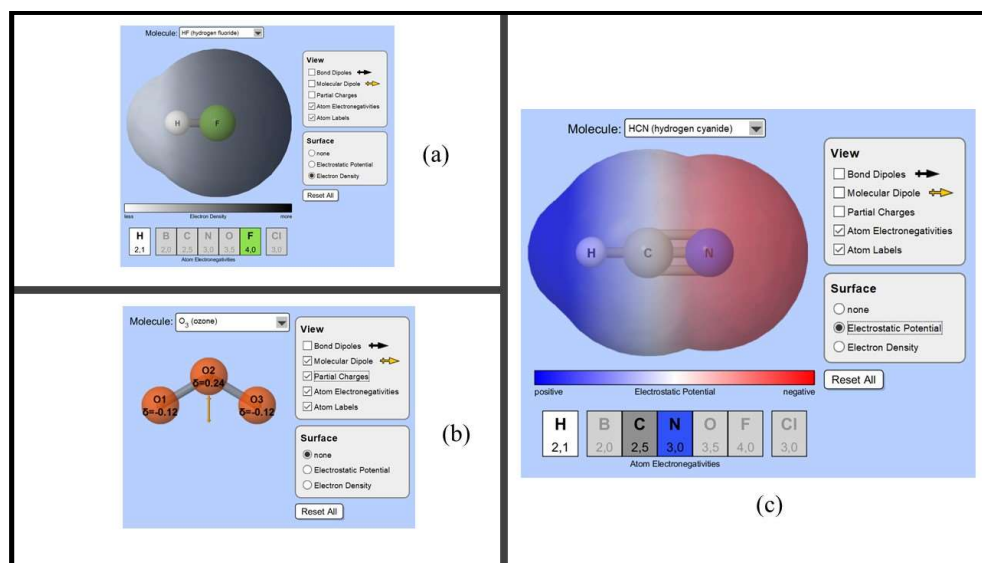 Molecule: HF (hydrogen fluoride)
H F
View
Bond Dipoles
Molecular Dipole
Partial Charges
Atom Electronegativities
Atom Labels
Surface
none
Electrostatic Potential
Electron Density
Reset All
less Electron Density more
H B C N O F Cl
2,1 2,0 2,5 3,0 3,5 4,0 3,0
Atom Electronegativities
(a)
Molecule: O3 (ozone)
O2
δ=0.24
O1 O3
δ=-0.12 δ=-0.12
View
Bond Dipoles
Molecular Dipole
Partial Charges
Atom Electronegativities
Atom Labels
Surface
none
Electrostatic Potential
Electron Density
Reset All
(b)
Molecule: HCN (hydrogen cyanide)
H C N
View
Bond Dipoles
Molecular Dipole
Partial Charges
Atom Electronegativities
Atom Labels
Surface
none
Electrostatic Potential
Electron Density
Reset All
positive Electrostatic Potential negative
H B C N O F Cl
2,1 2,0 2,5 3,0 3,5 4,0 3,0
Atom Electronegativities
(c)